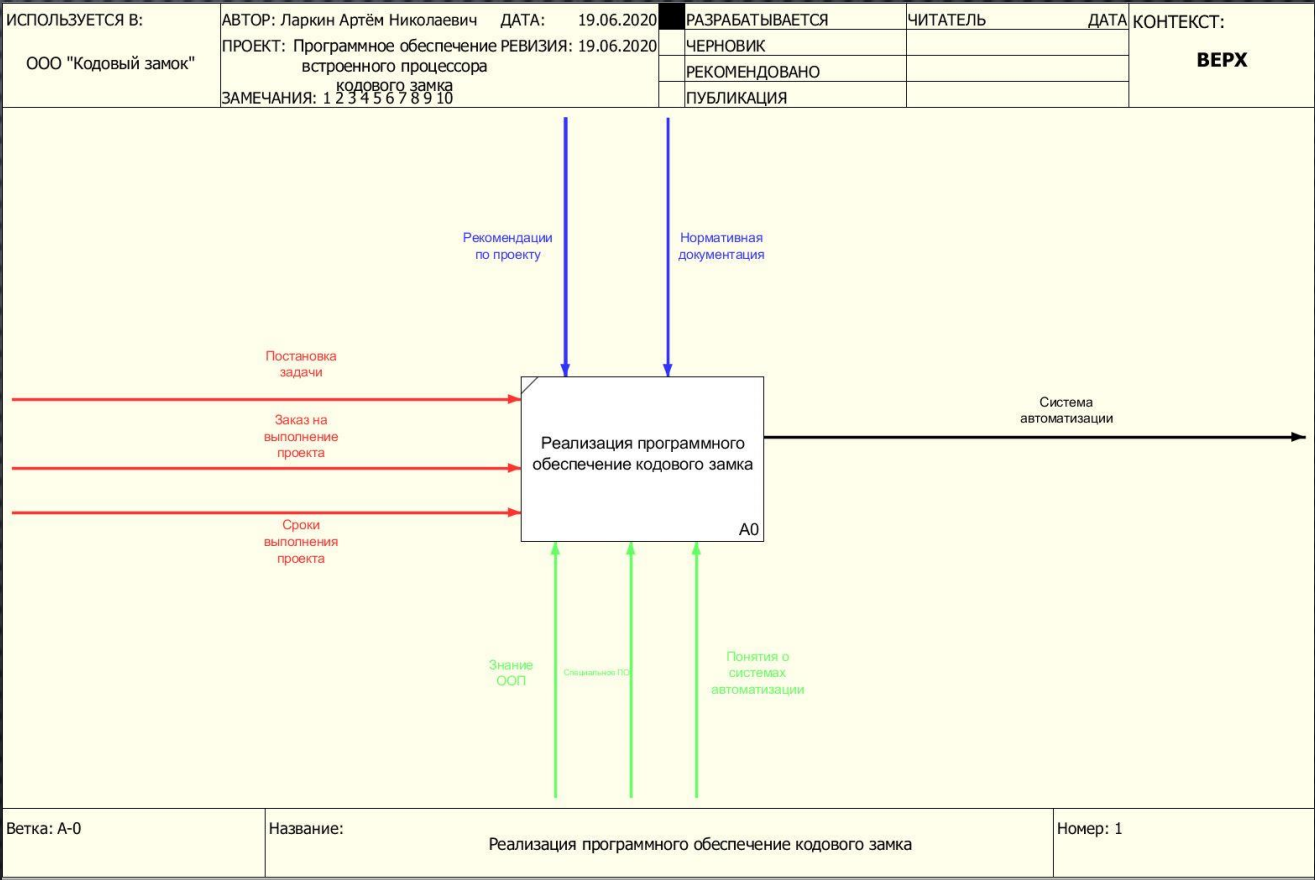 ИСПОЛЬЗУЕТСЯ В:
ООО "Кодовый замок"
АВТОР: Ларкин Артём Николаевич
ДАТА: 19.06.2020
ПРОЕКТ: Программное обеспечение
встроенного процессора
кодового замка
РЕВИЗИЯ: 19.06.2020
ЗАМЕЧАНИЯ: 1 2 3 4 5 6 7 8 9 10
РАЗРАБАТЫВАЕТСЯ
ЧЕРНОВИК
РЕКОМЕНДОВАНО
ПУБЛИКАЦИЯ
ЧИТАТЕЛЬ
ДАТА
КОНТЕКСТ:
ВЕРХ
Рекомендации
по проекту
Нормативная
документация
Постановка
задачи
Заказ на
выполнение
проекта
Сроки
выполнения
проекта
Реализация программного
обеспечение кодового замка
A0
Система
автоматизации
Знание
ООП
Специальное ПО
Понятия о
системах
автоматизации
Ветка: A-0
Название:
Реализация программного обеспечение кодового замка
Номер: 1